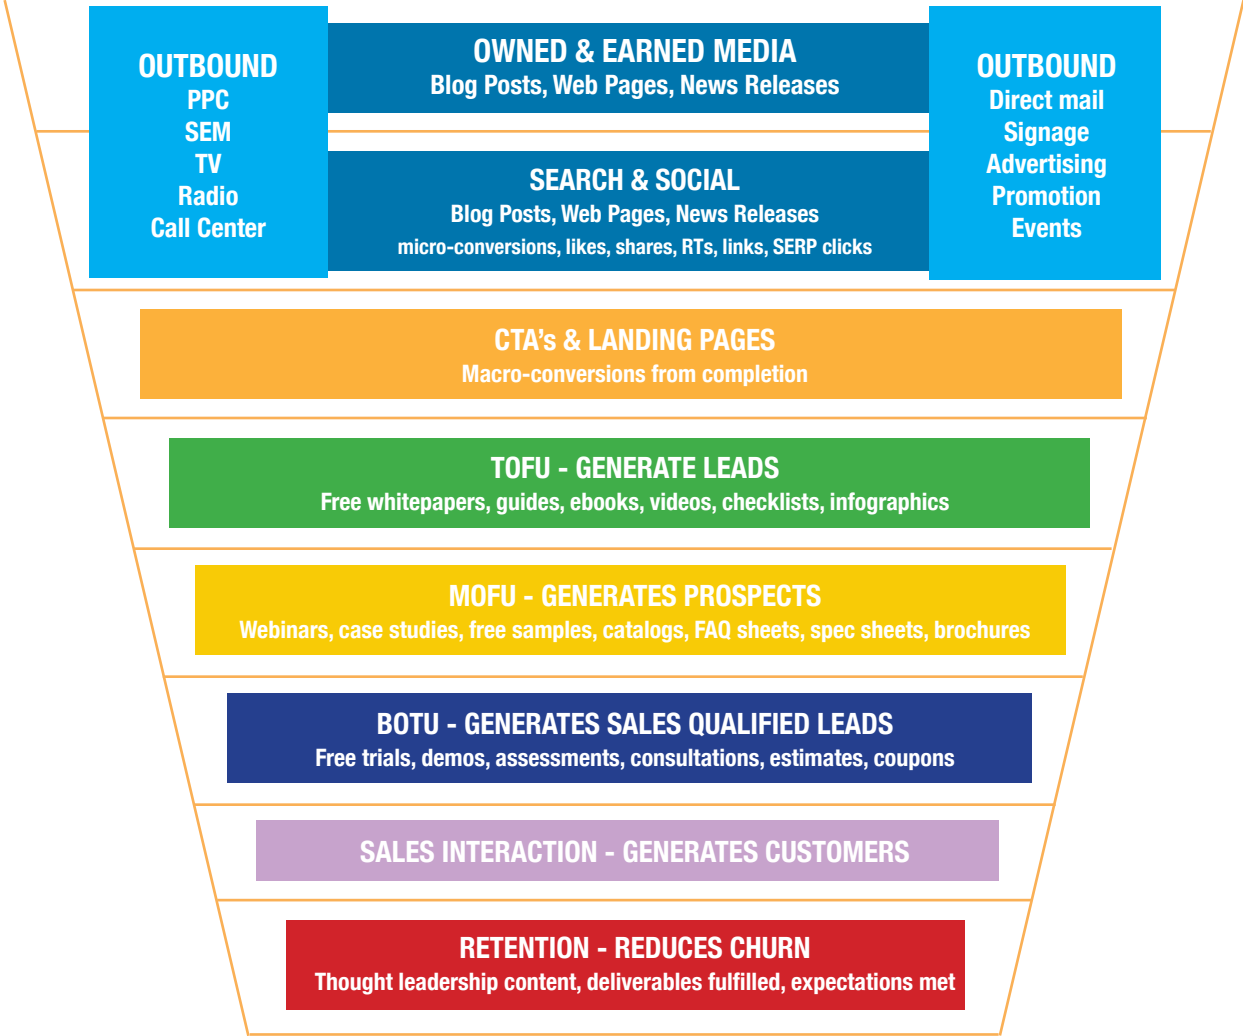 OUTBOUND
PPC
SEM
TV
Radio
Call Center
OWNED & EARNED MEDIA
Blog Posts, Web Pages, News Releases
SEARCH & SOCIAL
Blog Posts, Web Pages, News Releases
micro-conversions, likes, shares, RTs, links, SERP clicks
OUTBOUND
Direct mail
Signage
Advertising
Promotion
Events
CTA's & LANDING PAGES
Macro-conversions from completion
TOFU - GENERATE LEADS
Free whitepapers, guides, ebooks, videos, checklists, infographics
MOFU - GENERATES PROSPECTS
Webinars, case studies, free samples, catalogs, FAQ sheets, spec sheets, brochures
BOTU - GENERATES SALES QUALIFIED LEADS
Free trials, demos, assessments, consultations, estimates, coupons
SALES INTERACTION - GENERATES CUSTOMERS
RETENTION - REDUCES CHURN
Thought leadership content, deliverables fulfilled, expectations met